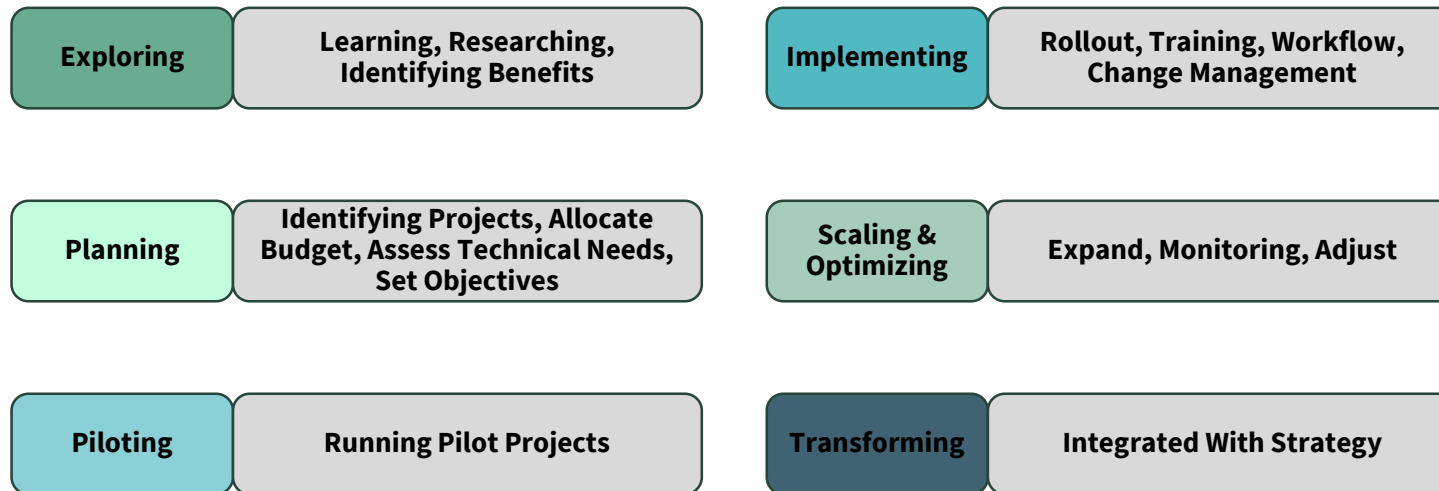 Exploring
Learning, Researching,
Identifying Benefits
Planning
Identifying Projects, Allocate
Budget, Assess Technical Needs,
Set Objectives
Piloting
Running Pilot Projects
Implementing
Rollout, Training, Workflow,
Change Management
Scaling &
Optimizing
Expand, Monitoring, Adjust
Transforming
Integrated With Strategy